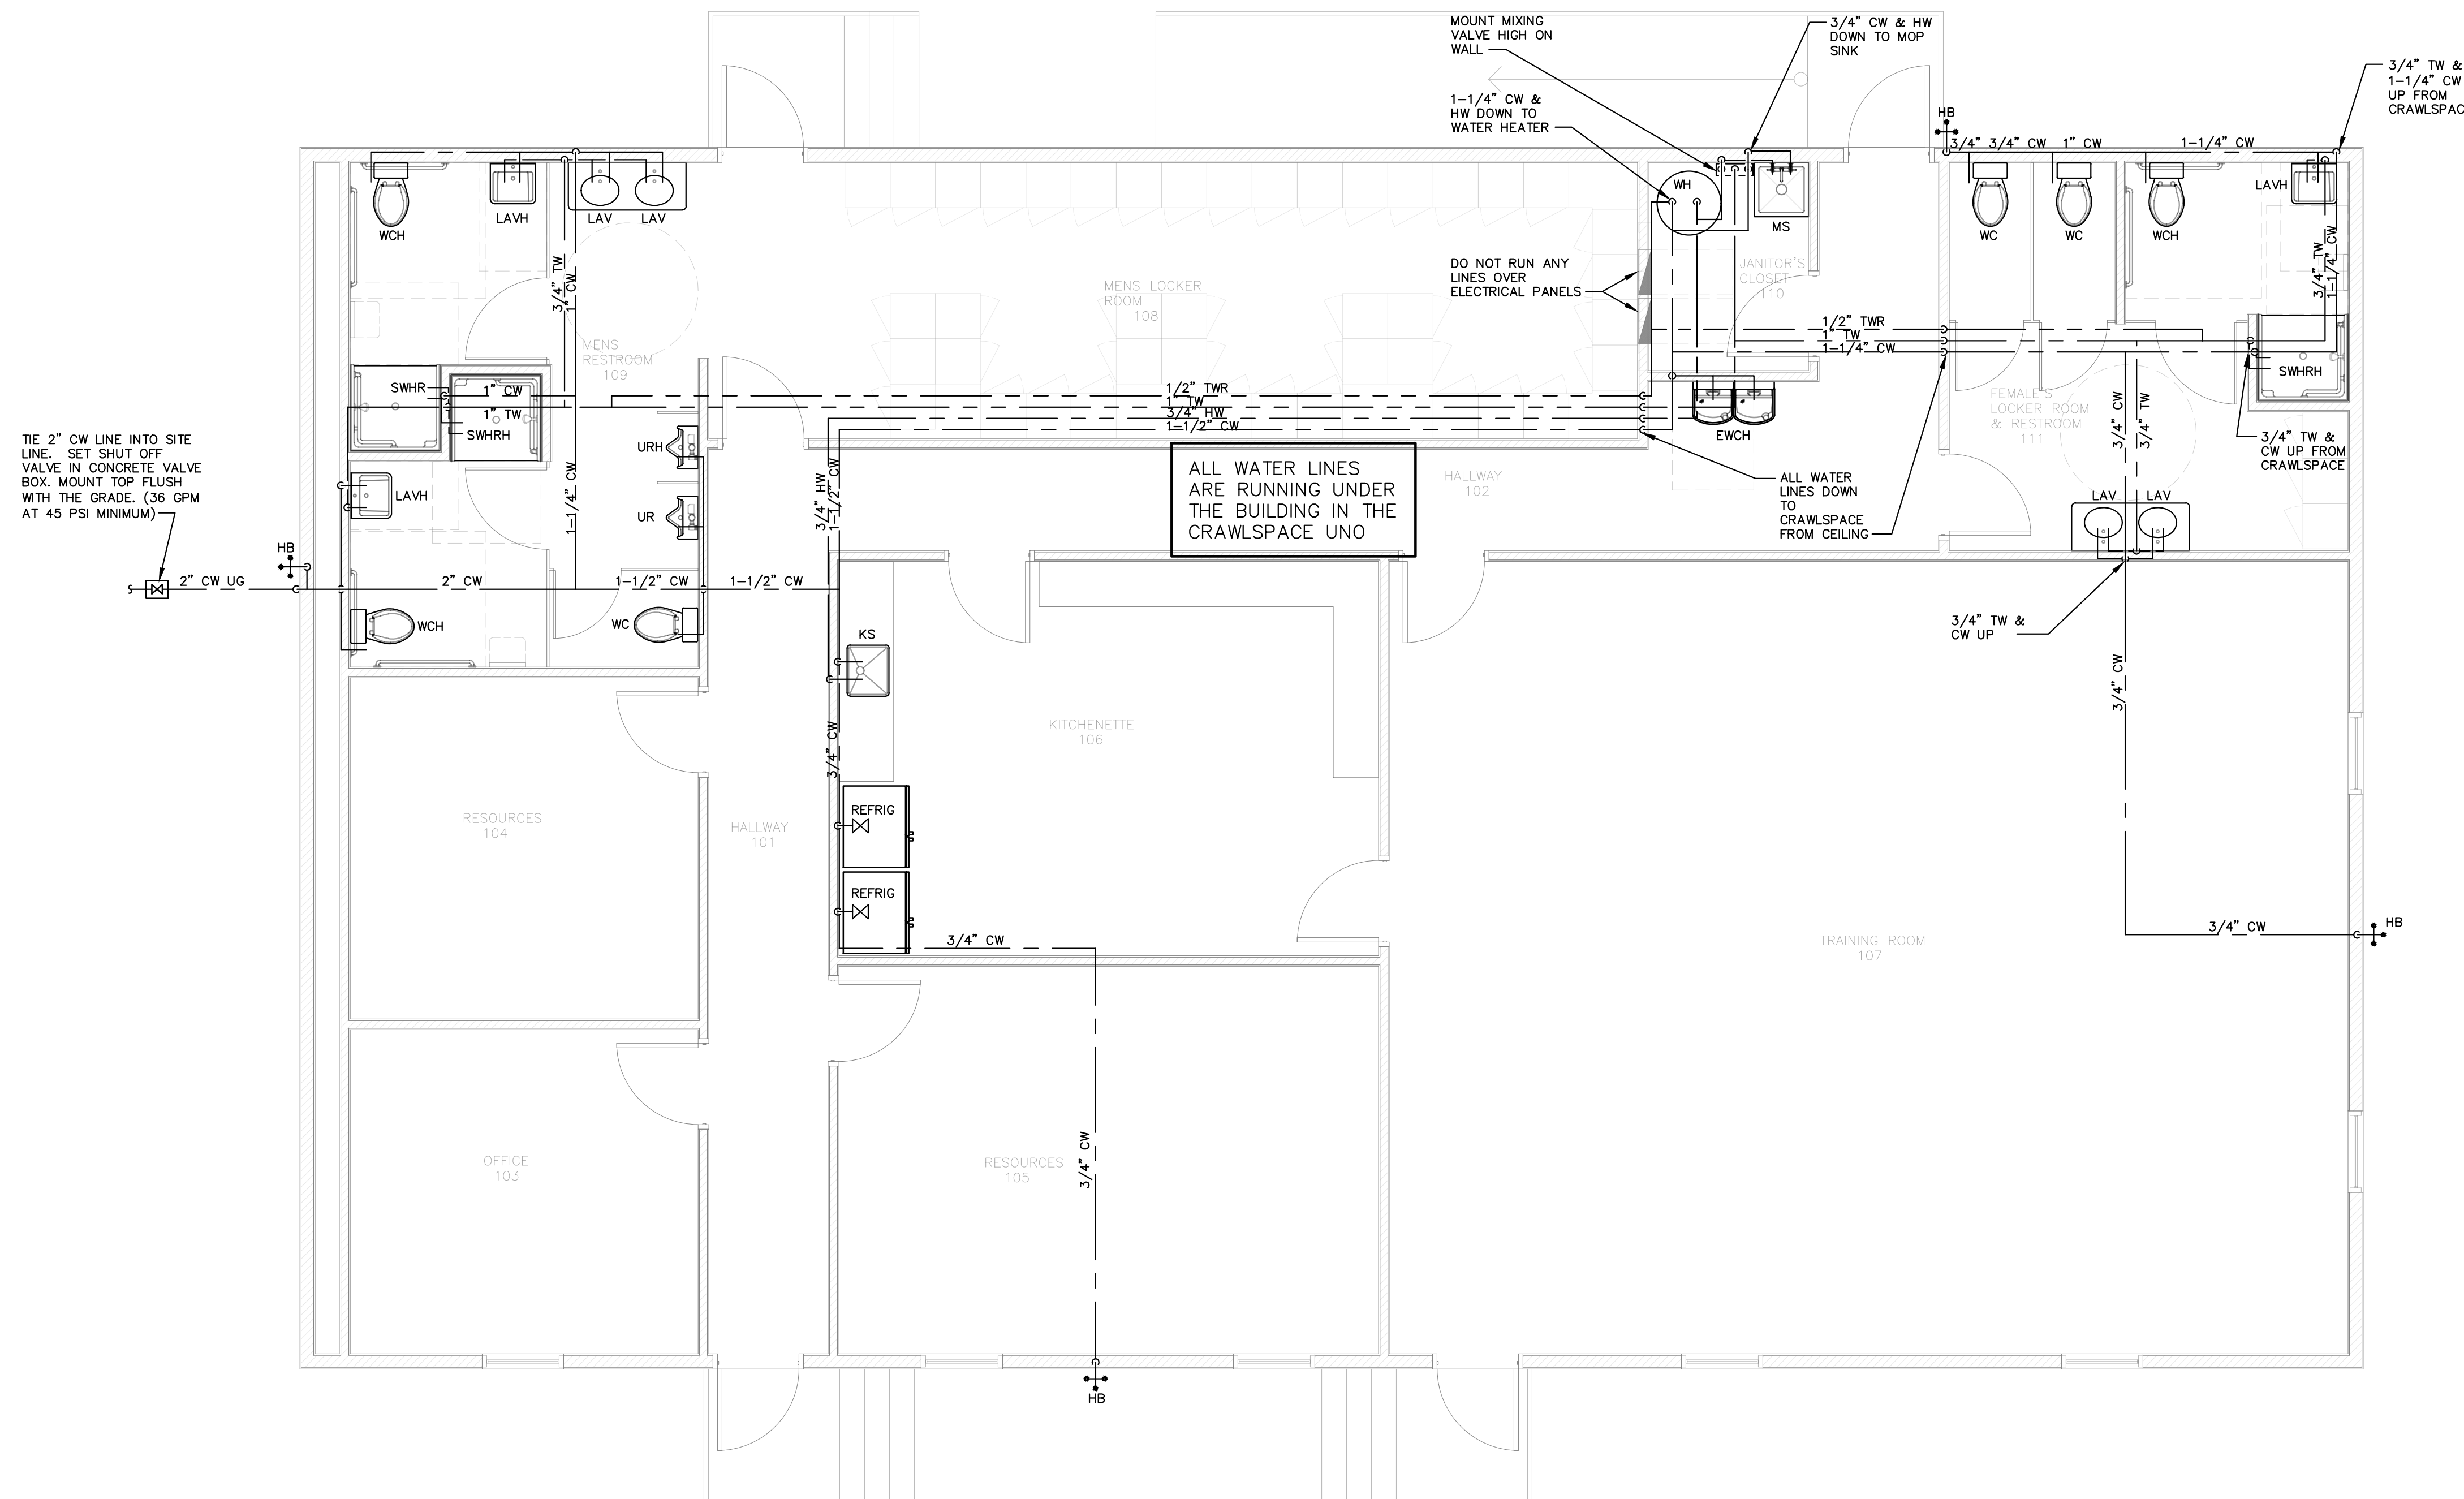 MOUNT MIXING
VALVE HIGH ON
WALL
3/4" CW & HW
DOWN TO MOP
SINK
3/4" TW &
1-1/4" CW
UP FROM
1-1/4" CW &
HW DOWN TO
WATER HEATER
HB
3/4" 3/4" CW 1" CW 1-1/4" CW
WCH
LAVH
LAV LAV
WH
MS
WC
WC
WCH
LAVH
3/4" TW
1" CW
MENS LOCKER
ROOM
108
DO NOT RUN ANY
LINES OVER
ELECTRICAL PANELS
JANITOR'S
CLOSET
110
3/4" TW
1-1/4" CW
MENS
RESTROOM
109
1/2" TWR
1" TW
1-1/4" CW
SWHR
1" CW
1" TW
SWHRH
1/2" TWR
1" TW
3/4" HW
1-1/2" CW
SWHRH
FEMALE'S
LOCKER ROOM
& RESTROOM
111
3/4" CW
3/4" TW
3/4" TW &
CW UP FROM
CRAWLSPACE
TIE 2" CW LINE INTO SITE
LINE. SET SHUT OFF
VALVE IN CONCRETE VALVE
BOX. MOUNT TOP FLUSH
WITH THE GRADE. (36 GPM
AT 45 PSI MINIMUM)
URH
UR
LAVH
1-1/4" CW
3/4" HW
1-1/2" CW
EWCH
ALL WATER LINES
ARE RUNNING UNDER
THE BUILDING IN THE
CRAWLSPACE UNO
HALLWAY
102
ALL WATER
LINES DOWN
TO
CRAWLSPACE
FROM CEILING
LAV LAV
HB
2" CW UG
2" CW
1-1/2" CW
1-1/2" CW
WCH
WC
KS
3/4" TW &
CW UP
3/4" CW
3/4" CW
KITCHENETTE
106
RESOURCES
104
HALLWAY
101
REFRIG
REFRIG
3/4" CW
TRAINING ROOM
107
3/4" CW
HB
OFFICE
103
RESOURCES
105
3/4" CW
HB